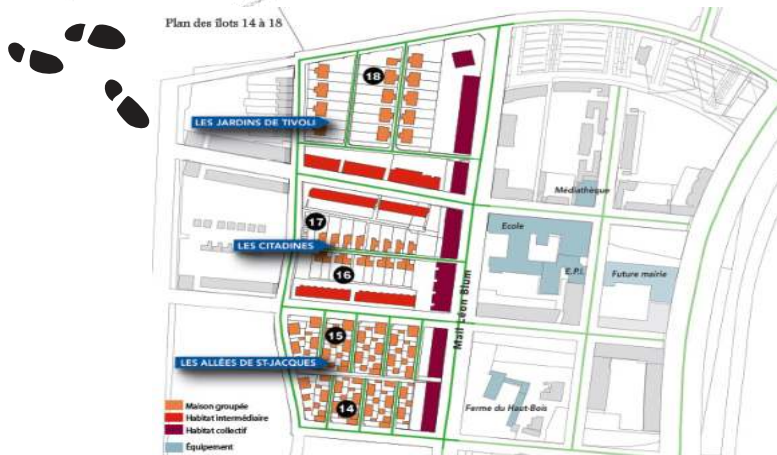 Plan des îlots 14 à 18
18
LES JARDINS DE TIVOLI
Médiathèque
17
Ecole
LES CITADINES
E.P.I.
Future mairie
16
Mail Léon Blum
15
LES ALLÉES DE ST-JACQUES
14
Ferme du Haut-Bois
Maison groupée
Habitat intermédiaire
Habitat collectif
Équipement